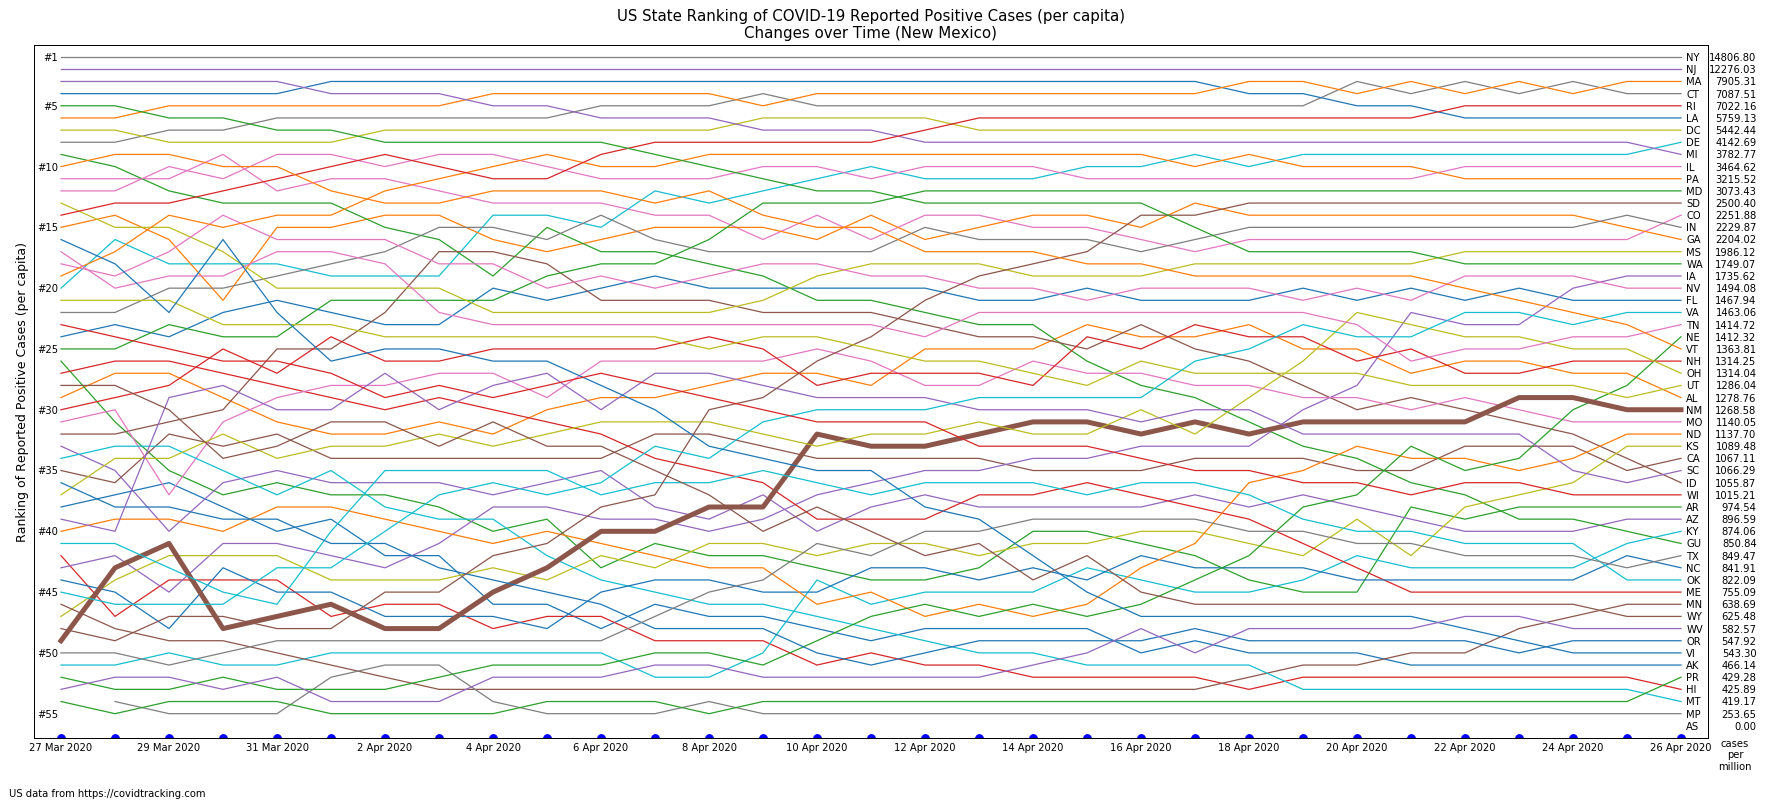 US State Ranking of COVID-19 Reported Positive Cases (per capita)
Changes over Time (New Mexico)
Ranking of Reported Positive Cases (per capita)
#1
#5
#10
#15
#20
#25
#30
#35
#40
#45
#50
#55
NY 14806.80
NJ 12276.03
MA 7905.31
CT 7087.51
RI 7022.16
LA 5759.13
DC 5442.44
DE 4142.69
MI 3782.77
IL 3464.62
PA 3215.52
MD 3073.43
SD 2500.40
CO 2251.88
IN 2229.87
GA 2204.02
MS 1986.12
WA 1749.07
IA 1735.62
NV 1494.08
FL 1467.94
VA 1463.06
TN 1414.72
NE 1412.32
VT 1363.81
NH 1314.25
OH 1314.04
UT 1286.04
AL 1278.76
NM 1268.58
MO 1140.05
ND 1137.70
KS 1089.48
CA 1067.11
SC 1066.29
ID 1055.87
WI 1015.21
AR 974.54
AZ 896.59
KY 874.06
GU 850.84
TX 849.47
NC 841.91
OK 822.09
ME 755.09
MN 638.69
WY 625.48
WV 582.57
OR 547.92
VI 543.30
AK 466.14
PR 429.28
HI 425.89
MT 419.17
MP 253.65
AS 0.00
27 Mar 2020 29 Mar 2020 31 Mar 2020 2 Apr 2020 4 Apr 2020 6 Apr 2020 8 Apr 2020 10 Apr 2020 12 Apr 2020 14 Apr 2020 16 Apr 2020 18 Apr 2020 20 Apr 2020 22 Apr 2020 24 Apr 2020 26 Apr 2020
cases
per
million
US data from https://covidtracking.com